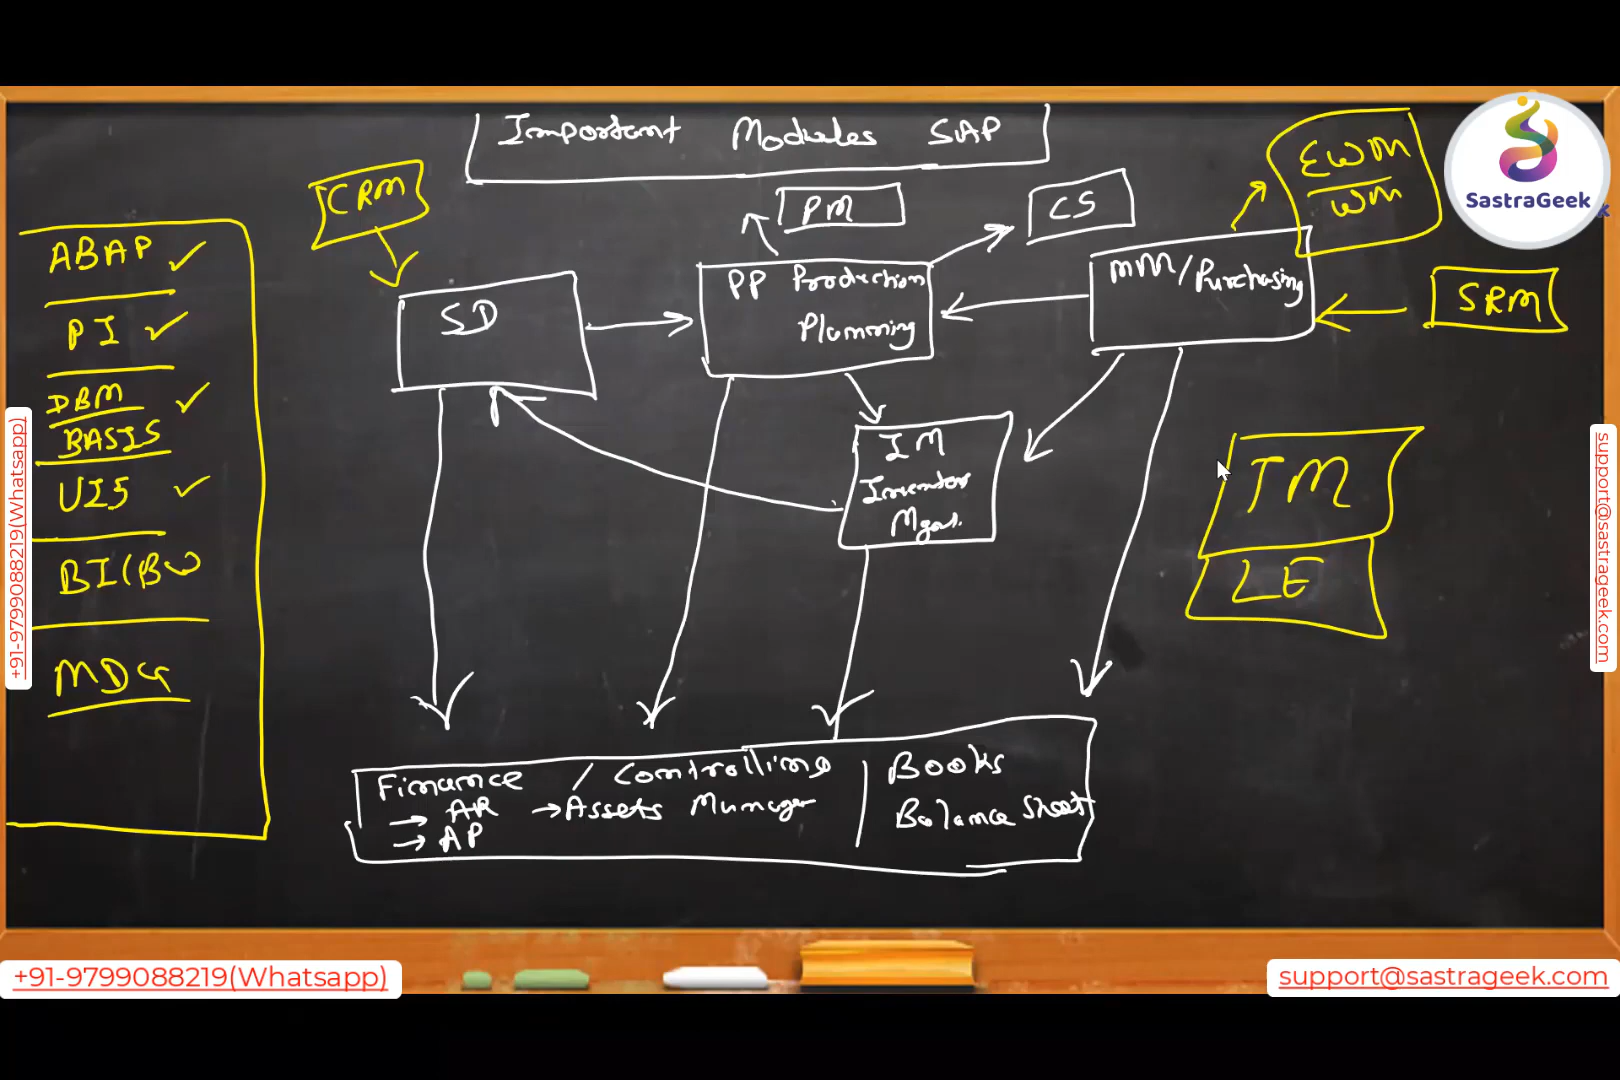 Important Modules SAP
CRM
PM
CS
EWM
WM
SastraGeek
ABAP
PI
DBM
BASIS
UI5
BI(BW
MDG
SD
PP Production
Planning
MM/Purchasing
SRM
IM
Inventor
Mgmt.
TM
LE
Finance / Controlling
→ AR → Assets Manager
→ AP
Books
Balance Sheet
+91-9799088219(Whatsapp)
support@sastrageek.com
+91-9799088219(Whatsapp)
support@sastrageek.com